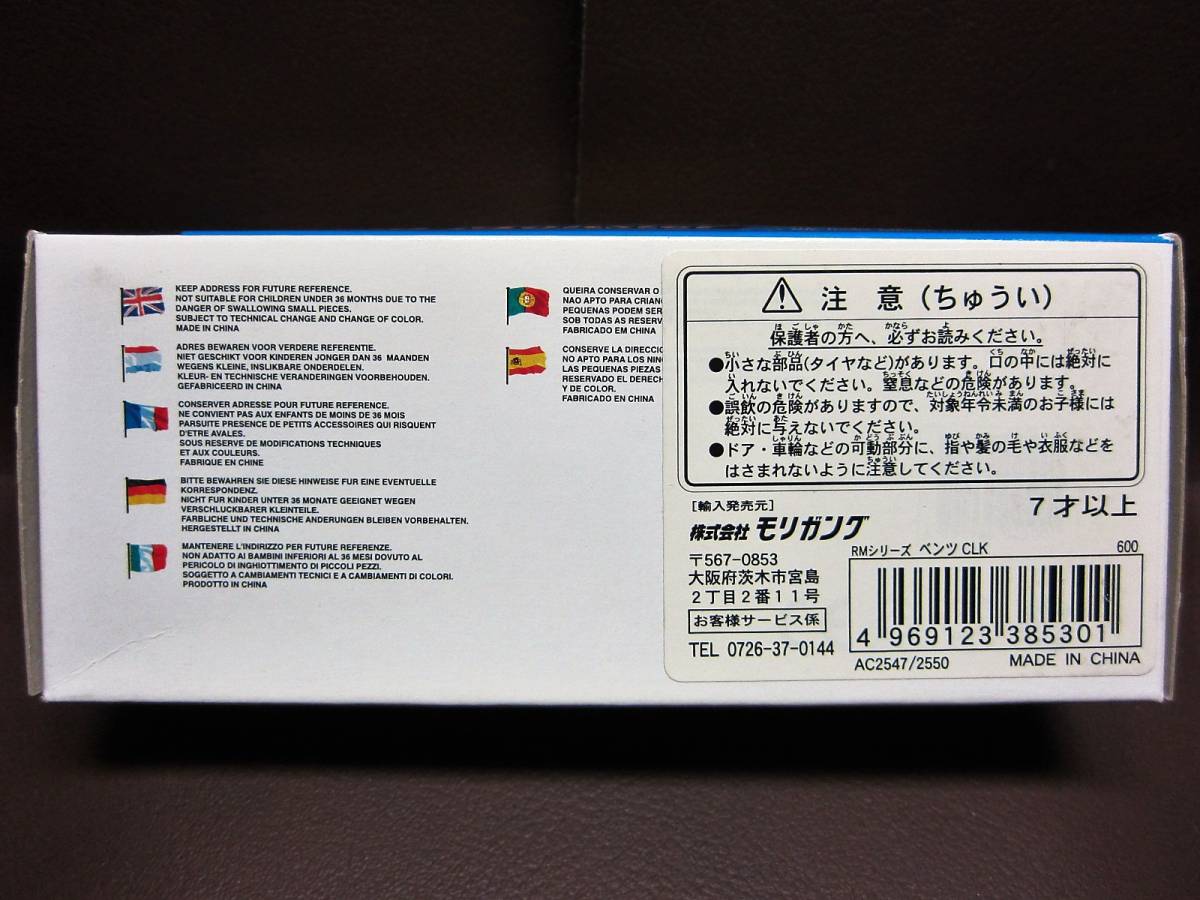 KEEP ADDRESS FOR FUTURE REFERENCE.
NOT SUITABLE FOR CHILDREN UNDER 36 MONTHS DUE TO THE
DANGER OF SWALLOWING SMALL PIECES.
SUBJECT TO TECHNICAL CHANGE AND CHANGE OF COLOR.
MADE IN CHINA
ADRES BEWAREN VOOR VERDERE REFERENTIE.
NIET GESCHIKT VOOR KINDEREN JONGER DAN 36 MAANDEN
WEGENS KLEINE, INSLIKBARE ONDERDELEN.
KLEUR- EN TECHNISCHE VERANDERINGEN VOORBEHOUDEN.
GEFABRICEERD IN CHINA
CONSERVER ADRESSE POUR FUTURE REFERENCE.
NE CONVIENT PAS AUX ENFANTS DE MOINS DE 36 MOIS
PARSUITE PRESENCE DE PETITS ACCESSOIRES QUI RISQUENT
D'ETRE AVALES.
SOUS RESERVE DE MODIFICATIONS TECHNIQUES
ET AUX COULEURS.
FABRIQUE EN CHINE
BITTE BEWAHREN SIE DIESE HINWEISE FUR EINE EVENTUELLE
KORRESPONDENZ.
NICHT FUR KINDER UNTER 36 MONATE GEEIGNET WEGEN
VERSCHLUCKBARER KLEINTEILE.
FARBLICHE UND TECHNISCHE ANDERUNGEN BLEIBEN VORBEHALTEN.
HERGESTELLT IN CHINA
MANTENERE L'INDIRIZZO PER FUTURE REFERENZE.
NON ADATTO AI BAMBINI INFERIORI AL 36 MESI DOVUTO AL
PERICOLO DI INGHIOTTIMENTO DI PICCOLI PEZZI.
SOGGETTO A CAMBIAMENTI TECNICI E A CAMBIAMENTI DI COLORI.
PRODOTTO IN CHINA
QUEIRA CONSERVAR O
NAO APTO PARA CRIAN
PEQUENAS PODEM SER
SOB TODAS AS RESERV
FABRICADO EM CHINA
CONSERVE LA DIRECCIO
NO APTO PARA LOS NIN
LAS PEQUENAS PIEZAS
RESERVADO EL DERECH
Y DE COLOR.
FABRICADO EN CHINA
注 意 (ちゅうい)
保護者の方へ、必ずお読みください。
●小さな部品(タイヤなど)があります。口の中には絶対に
入れないでください。窒息などの危険があります。
●誤飲の危険がありますので、対象年令未満のお子様には
絶対に与えないでください。
●ドア・車輪などの可動部分に、指や髪の毛や衣服などを
はさまれないように注意してください。
7才以上
[輸入発売元]
株式会社 モリガング
〒567-0853
大阪府茨木市宮島
2丁目2番11号
お客様サービス係
TEL 0726-37-0144
RMシリーズ ベンツ CLK 600
4 969123 385301
AC2547/2550 MADE IN CHINA